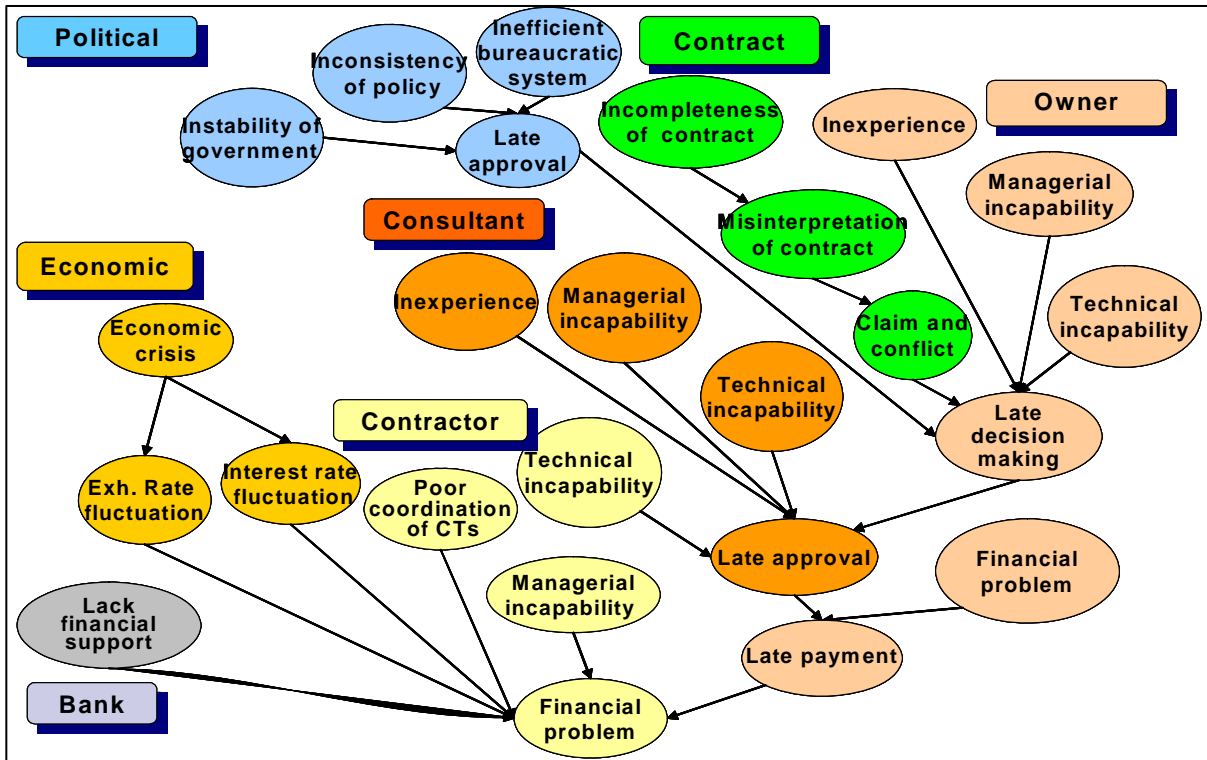 Political
Inconsistency
of policy
Inefficient
bureaucratic
system
Contract
Instability of
government
Late
approval
Incompleteness
of contract
Inexperience
Owner
Managerial
incapability
Consultant
Misinterpretation
of contract
Economic
Inexperience
Managerial
incapability
Claim and
conflict
Technical
incapability
Economic
crisis
Technical
incapability
Contractor
Late
decision
making
Exh. Rate
fluctuation
Interest rate
fluctuation
Poor
coordination
of CTs
Technical
incapability
Late approval
Financial
problem
Lack
financial
support
Managerial
incapability
Late payment
Bank
Financial
problem